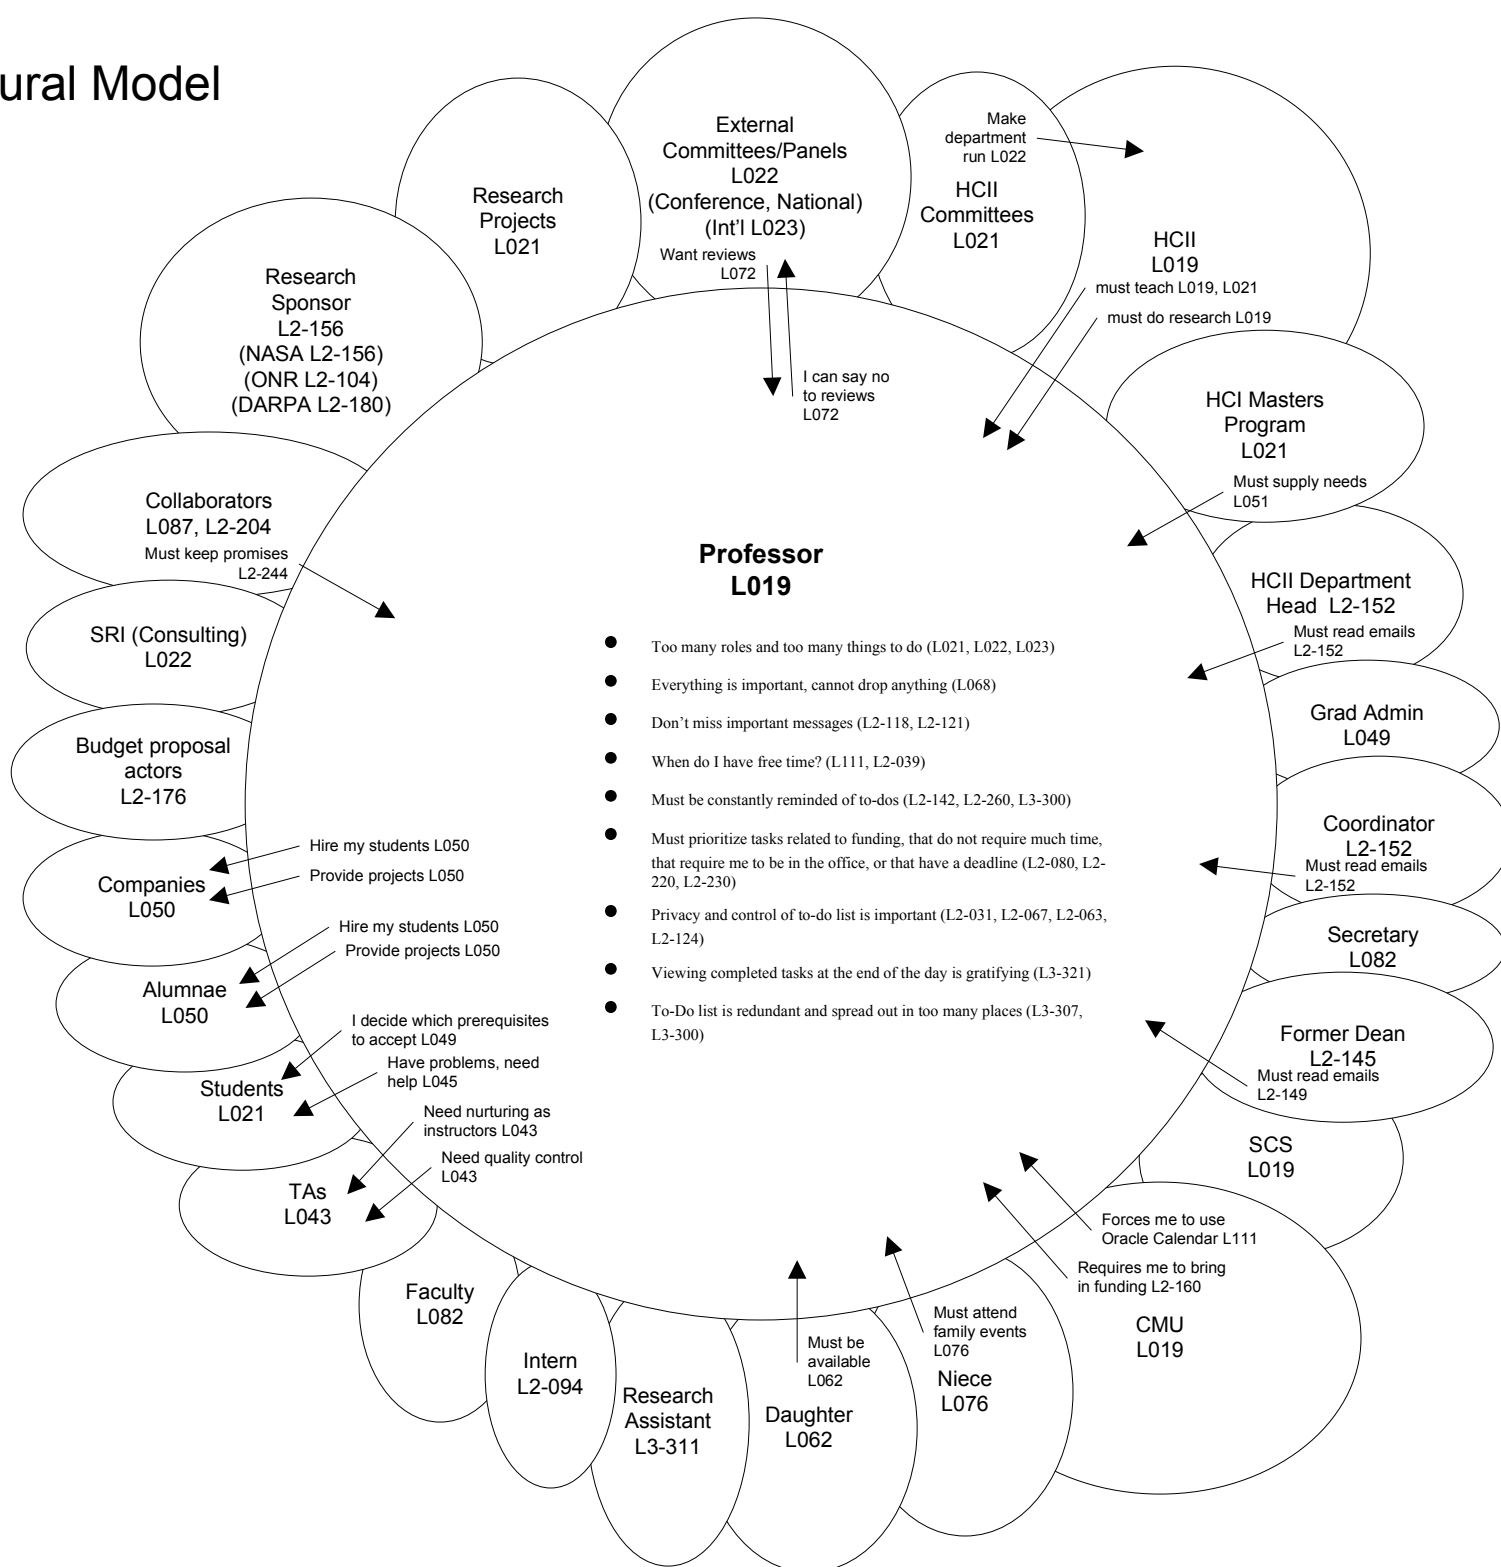 ural Model
External
Committees/Panels
L022
(Conference, National)
(Int'l L023)
Want reviews
L072
I can say no
to reviews
L072
Make
department
run L022
HCII
Committees
L021
HCII
L019
must teach L019, L021
must do research L019
HCI Masters
Program
L021
Must supply needs
L051
HCII Department
Head L2-152
Must read emails
L2-152
Grad Admin
L049
Coordinator
L2-152
Must read emails
L2-152
Secretary
L082
Former Dean
L2-145
Must read emails
L2-149
SCS
L019
Forces me to use
Oracle Calendar L111
Requires me to bring
in funding L2-160
CMU
L019
Must attend
family events
L076
Niece
L076
Must be
available
L062
Daughter
L062
Research
Assistant
L3-311
Intern
L2-094
Faculty
L082
Need nurturing as
instructors L043
Need quality control
L043
TAs
L043
I decide which prerequisites
to accept L049
Have problems, need
help L045
Students
L021
Hire my students L050
Provide projects L050
Alumnae
L050
Hire my students L050
Provide projects L050
Companies
L050
Budget proposal
actors
L2-176
SRI (Consulting)
L022
Collaborators
L087, L2-204
Must keep promises
L2-244
Research
Sponsor
L2-156
(NASA L2-156)
(ONR L2-104)
(DARPA L2-180)
Research
Projects
L021
Professor
L019
● Too many roles and too many things to do (L021, L022, L023)
● Everything is important, cannot drop anything (L068)
● Don't miss important messages (L2-118, L2-121)
● When do I have free time? (L111, L2-039)
● Must be constantly reminded of to-dos (L2-142, L2-260, L3-300)
● Must prioritize tasks related to funding, that do not require much time,
that require me to be in the office, or that have a deadline (L2-080, L2-
220, L2-230)
● Privacy and control of to-do list is important (L2-031, L2-067, L2-063,
L2-124)
● Viewing completed tasks at the end of the day is gratifying (L3-321)
● To-Do list is redundant and spread out in too many places (L3-307,
L3-300)